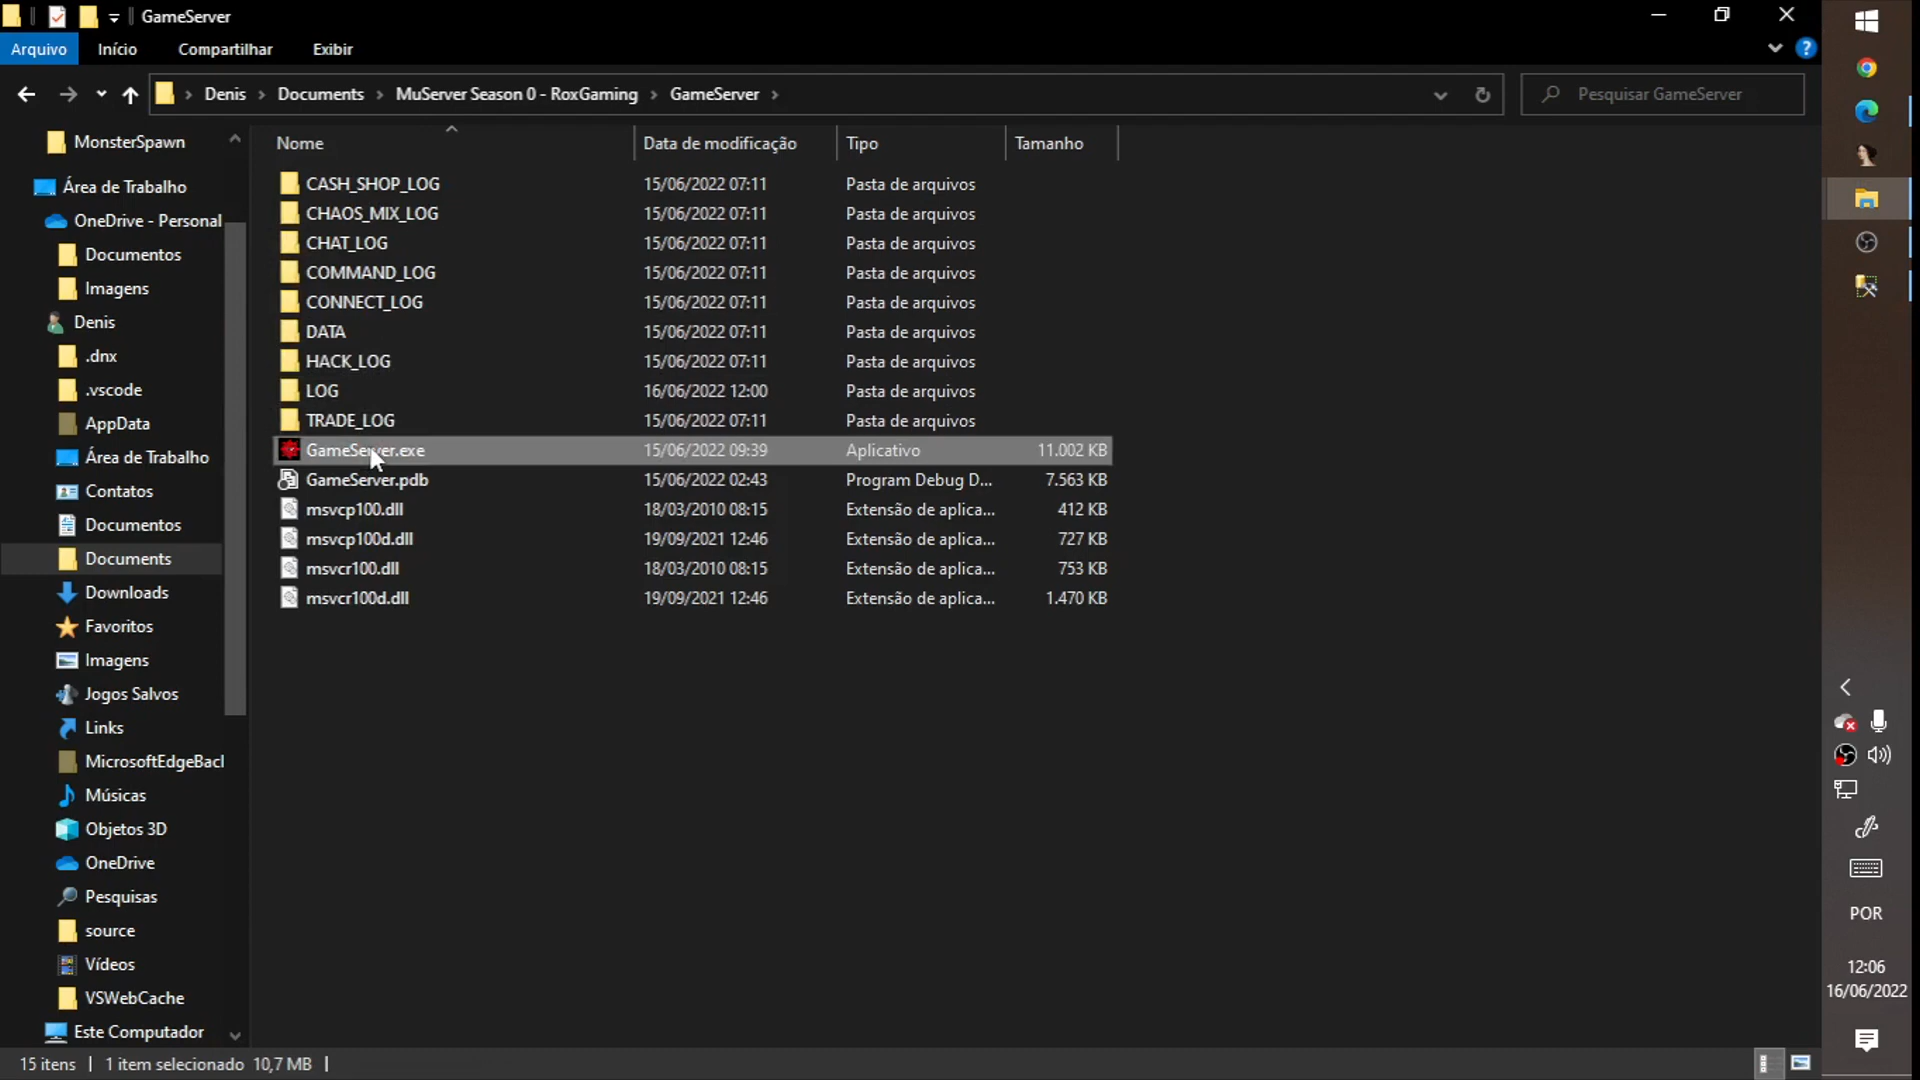 GameServer
Arquivo Início Compartilhar Exibir
Denis Documents MuServer Season 0 - RoxGaming GameServer
Pesquisar GameServer
Nome Data de modificação Tipo Tamanho
CASH_SHOP_LOG 15/06/2022 07:11 Pasta de arquivos
CHAOS_MIX_LOG 15/06/2022 07:11 Pasta de arquivos
CHAT_LOG 15/06/2022 07:11 Pasta de arquivos
COMMAND_LOG 15/06/2022 07:11 Pasta de arquivos
CONNECT_LOG 15/06/2022 07:11 Pasta de arquivos
DATA 15/06/2022 07:11 Pasta de arquivos
HACK_LOG 15/06/2022 07:11 Pasta de arquivos
LOG 16/06/2022 12:00 Pasta de arquivos
TRADE_LOG 15/06/2022 07:11 Pasta de arquivos
GameServer.exe 15/06/2022 09:39 Aplicativo 11.002 KB
GameServer.pdb 15/06/2022 02:43 Program Debug D... 7.563 KB
msvcp100.dll 18/03/2010 08:15 Extensão de aplica... 412 KB
msvcp100d.dll 19/09/2021 12:46 Extensão de aplica... 727 KB
msvcr100.dll 18/03/2010 08:15 Extensão de aplica... 753 KB
msvcr100d.dll 19/09/2021 12:46 Extensão de aplica... 1.470 KB
MonsterSpawn
Área de Trabalho
OneDrive - Personal
Documentos
Imagens
Denis
.dnx
.vscode
AppData
Área de Trabalho
Contatos
Documentos
Documents
Downloads
Favoritos
Imagens
Jogos Salvos
Links
MicrosoftEdgeBacl
Músicas
Objetos 3D
OneDrive
Pesquisas
source
Vídeos
VSWebCache
Este Computador
15 itens 1 item selecionado 10,7 MB
POR
12:06
16/06/2022